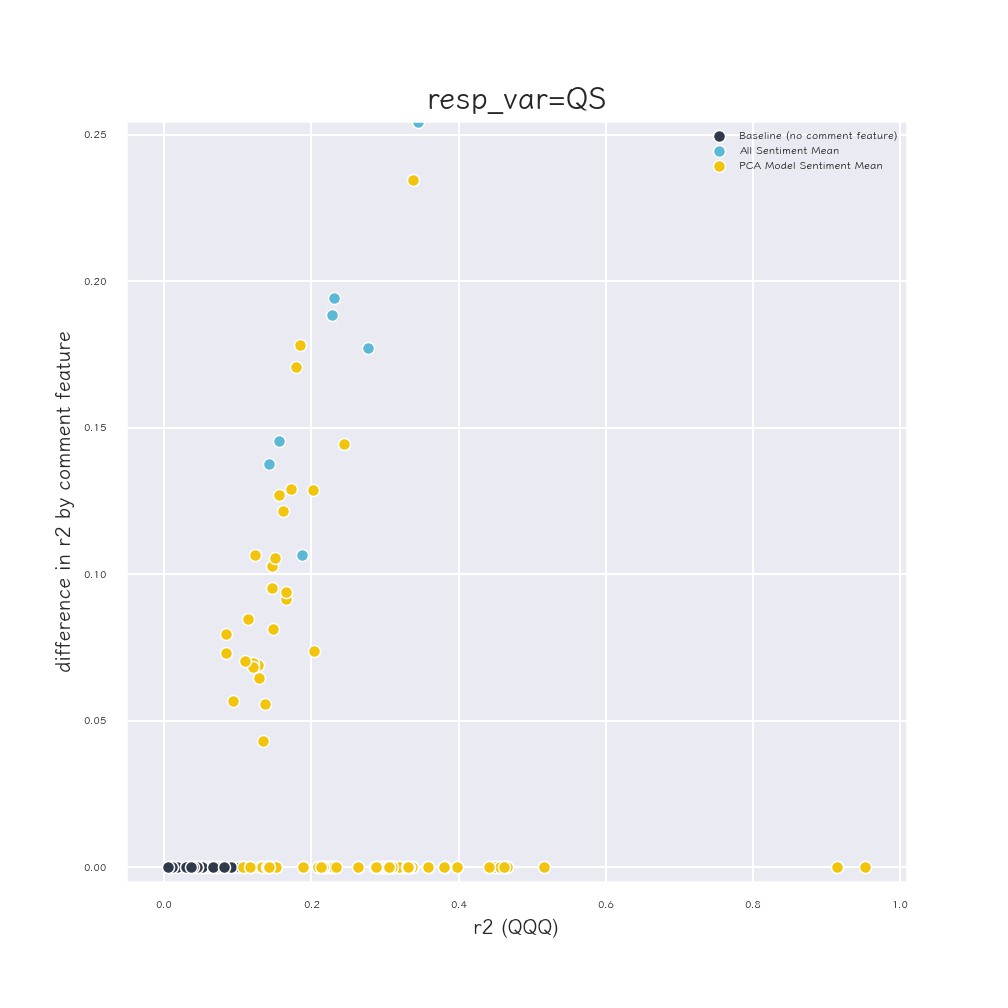 resp_var=QS
0.25
0.20
0.15
0.10
0.05
0.00
difference in r2 by comment feature
Baseline (no comment feature)
All Sentiment Mean
PCA Model Sentiment Mean
0.0
0.2
0.4
0.6
0.8
1.0
r2 (QQQ)